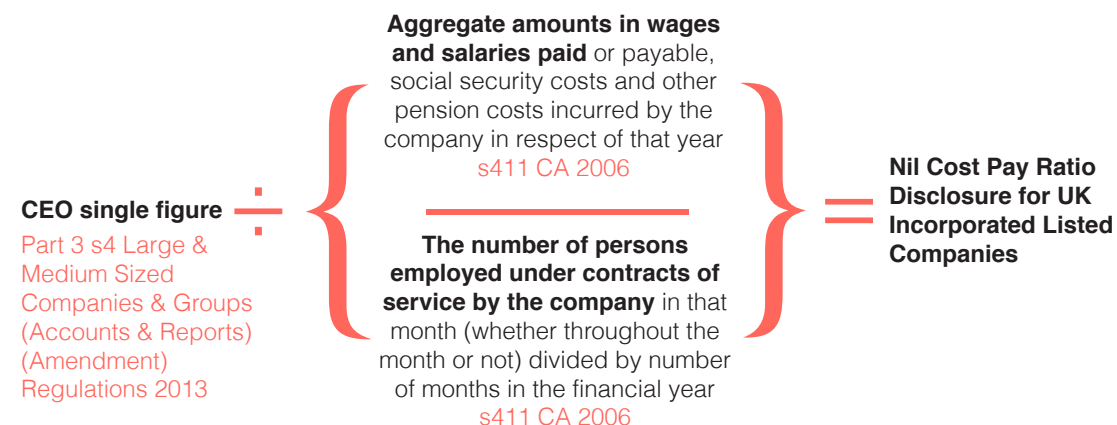 CEO single figure
Part 3 s4 Large &
Medium Sized
Companies & Groups
(Accounts & Reports)
(Amendment)
Regulations 2013
Aggregate amounts in wages
and salaries paid or payable,
social security costs and other
pension costs incurred by the
company in respect of that year
s411 CA 2006
The number of persons
employed under contracts of
service by the company in that
month (whether throughout the
month or not) divided by number
of months in the financial year
s411 CA 2006
Nil Cost Pay Ratio
Disclosure for UK
Incorporated Listed
Companies